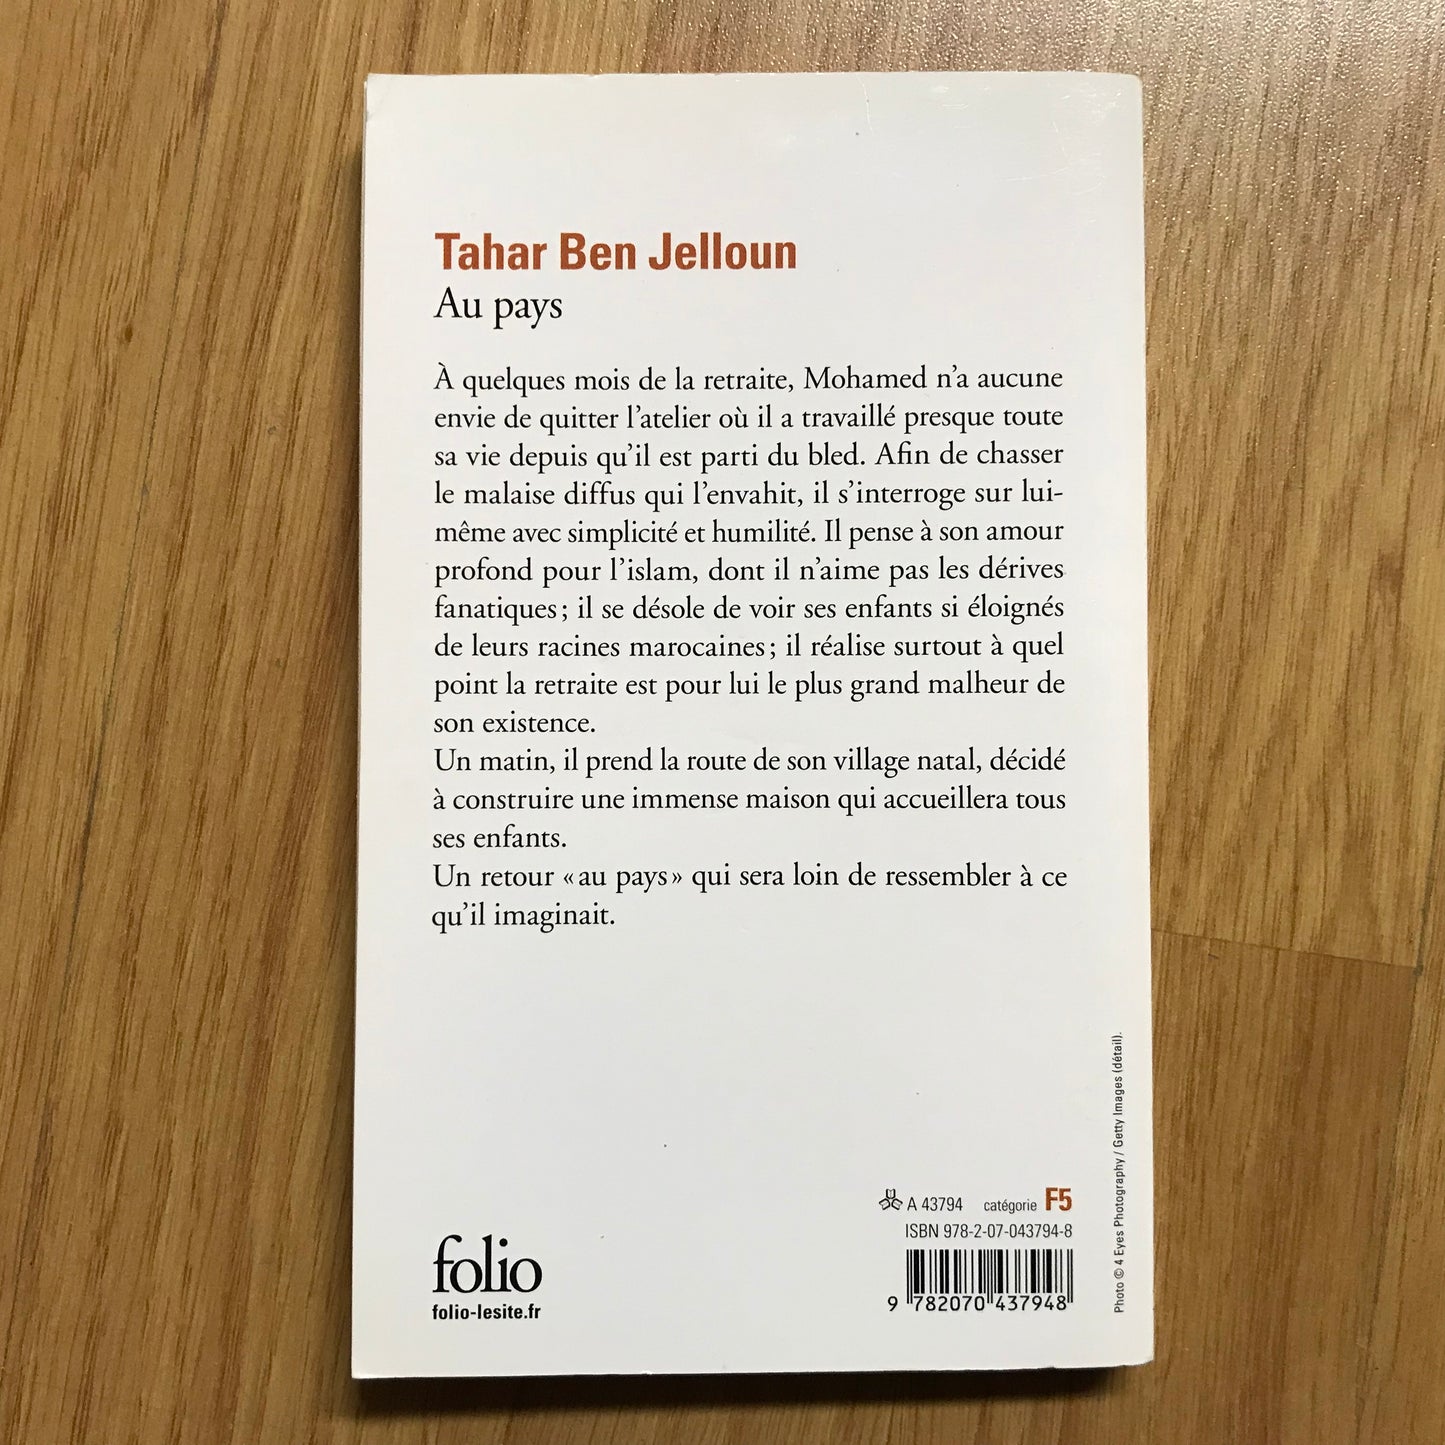 Tahar Ben Jelloun
Au pays
À quelques mois de la retraite, Mohamed n'a aucune
envie de quitter l'atelier où il a travaillé presque toute
sa vie depuis qu'il est parti du bled. Afin de chasser
le malaise diffus qui l'envahit, il s'interroge sur lui-
même avec simplicité et humilité. Il pense à son amour
profond pour l'islam, dont il n'aime pas les dérives
fanatiques ; il se désole de voir ses enfants si éloignés
de leurs racines marocaines ; il réalise surtout à quel
point la retraite est pour lui le plus grand malheur de
son existence.
Un matin, il prend la route de son village natal, décidé
à construire une immense maison qui accueillera tous
ses enfants.
Un retour « au pays » qui sera loin de ressembler à ce
qu'il imaginait.
A 43794 catégorie F5
ISBN 978-2-07-043794-8
9 782070 437948
folio
folio-lesite.fr
Photo © 4 Eyes Photography / Getty Images (détail).